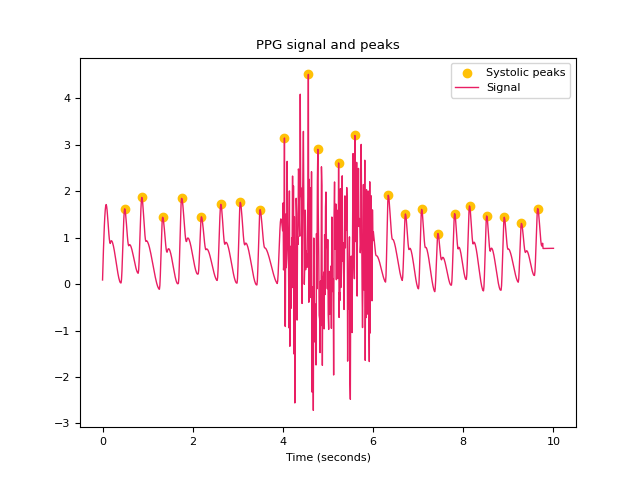 PPG signal and peaks
Systolic peaks
Signal
4
3
2
1
0
−1
−2
−3
0 2 4 6 8 10
Time (seconds)